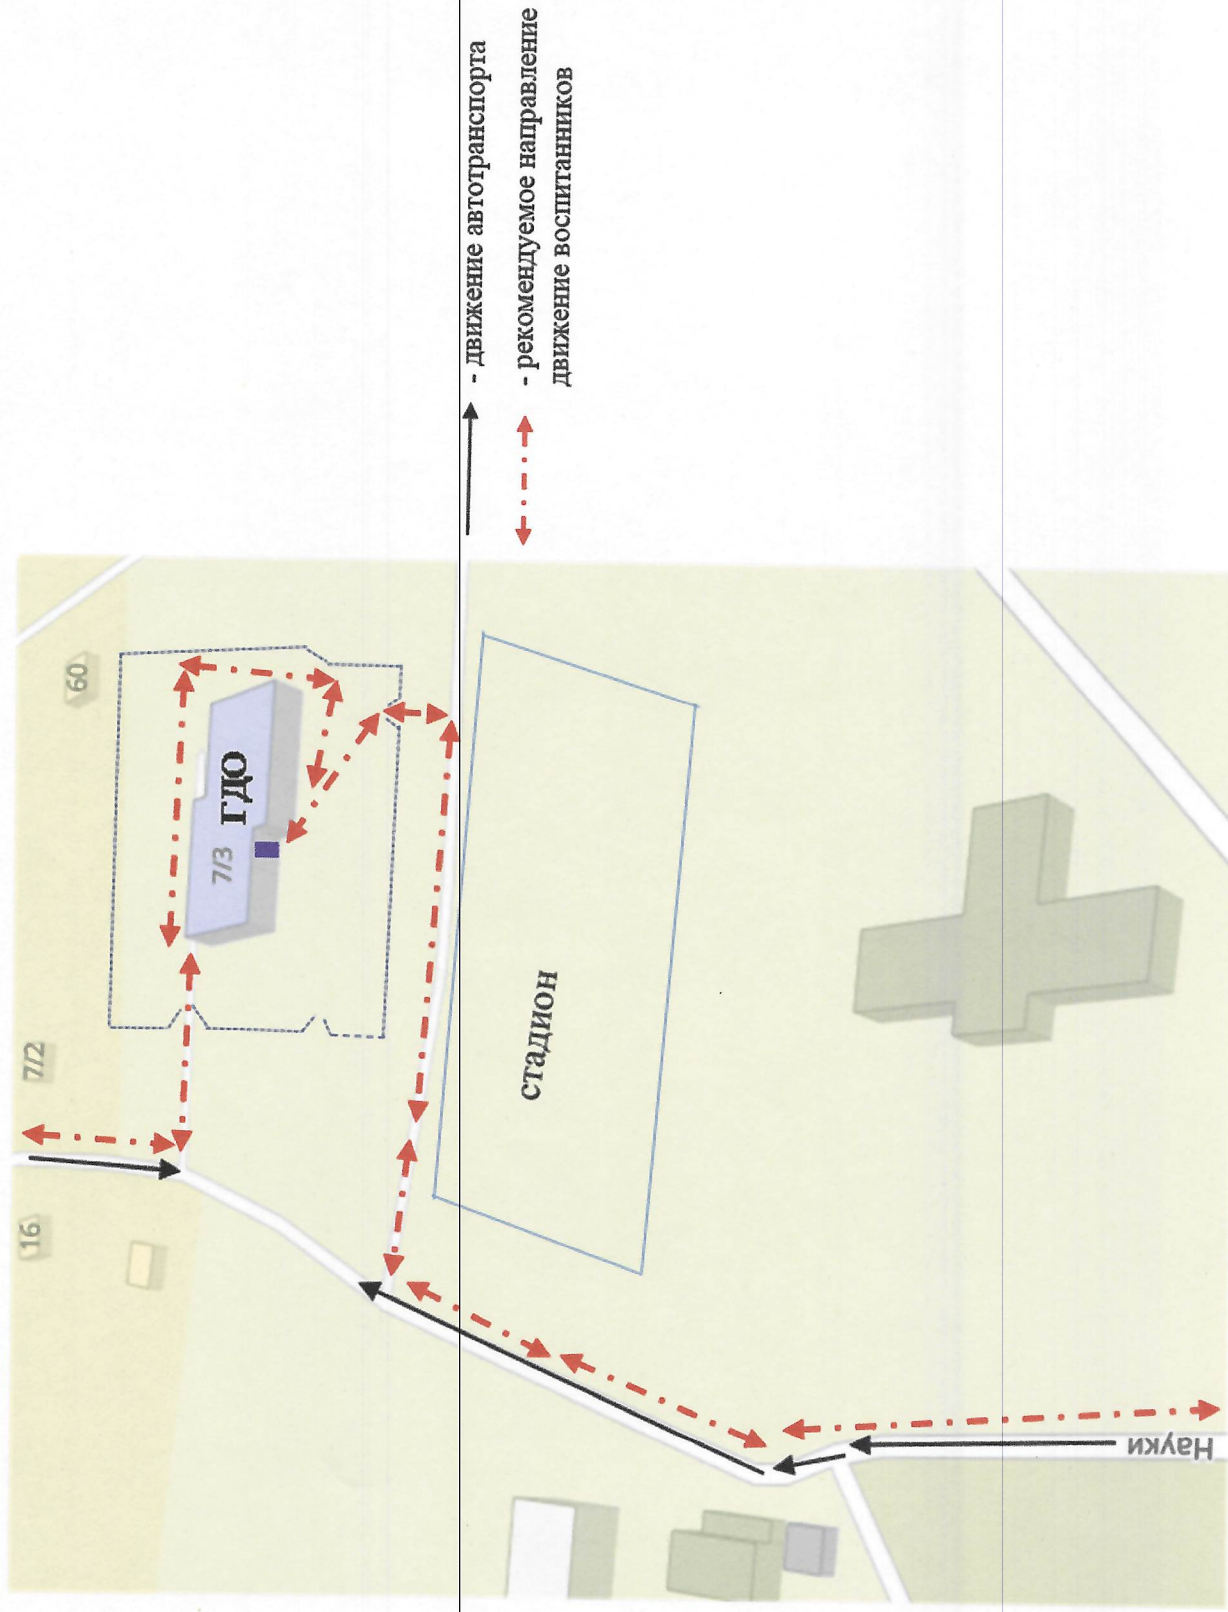 - движение автотранспорта
- рекомендуемое направление
движение воспитанников
60
ГДО
7/3
7/2
16
стадион
Науки